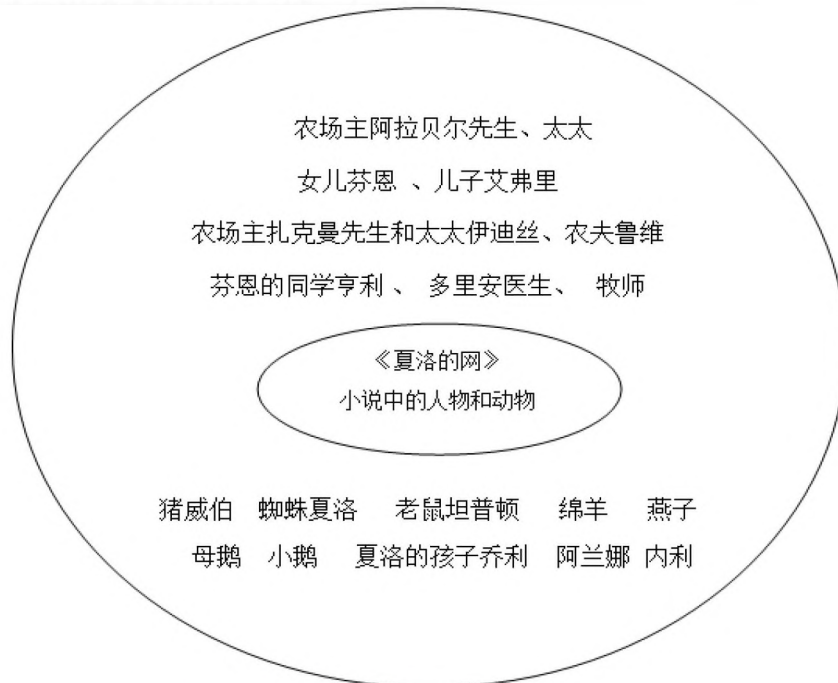 农场主阿拉贝尔先生、太太
女儿芬恩 、儿子艾弗里
农场主扎克曼先生和太太伊迪丝、农夫鲁维
芬恩的同学亨利 、 多里安医生、 牧师
《夏洛的网》
小说中的人物和动物
猪威伯 蜘蛛夏洛 老鼠坦普顿 绵羊 燕子
母鹅 小鹅 夏洛的孩子乔利 阿兰娜 内利